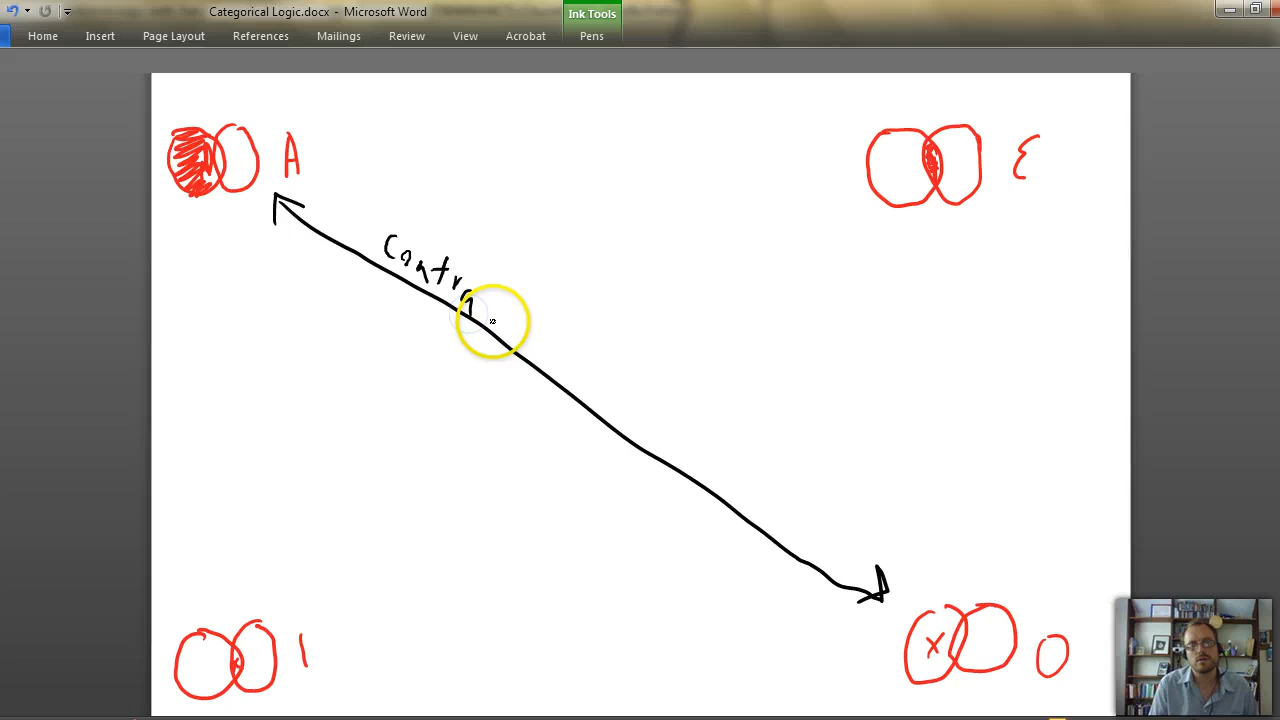 Categorical Logic.docx - Microsoft Word
Ink Tools
Home Insert Page Layout References Mailings Review View Acrobat Pens
A
E
Contra
I
X
O